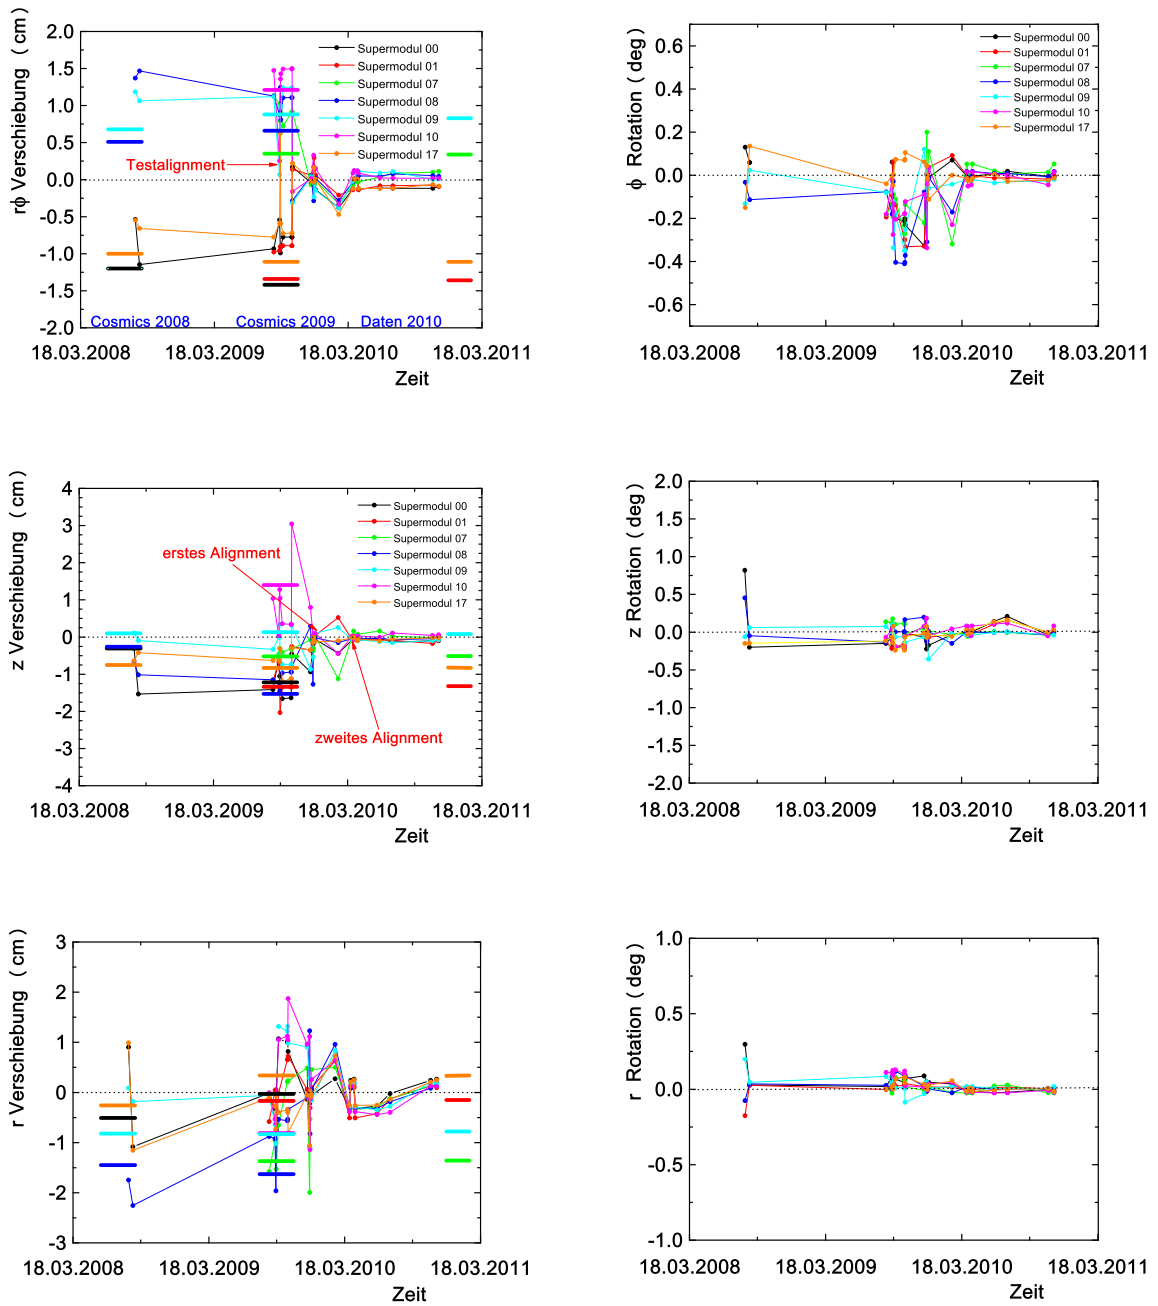 rϕ Verschiebung (cm)
2.0
1.5
1.0
0.5
0.0
-0.5
-1.0
-1.5
-2.0
Supermodul 00
Supermodul 01
Supermodul 07
Supermodul 08
Supermodul 09
Supermodul 10
Supermodul 17
Testalignment
Cosmics 2008
Cosmics 2009
Daten 2010
18.03.2008
18.03.2009
18.03.2010
18.03.2011
Zeit
ϕ Rotation (deg)
0.6
0.4
0.2
0.0
-0.2
-0.4
-0.6
Supermodul 00
Supermodul 01
Supermodul 07
Supermodul 08
Supermodul 09
Supermodul 10
Supermodul 17
18.03.2008
18.03.2009
18.03.2010
18.03.2011
Zeit
z Verschiebung (cm)
4
3
2
1
0
-1
-2
-3
-4
Supermodul 00
Supermodul 01
Supermodul 07
Supermodul 08
Supermodul 09
Supermodul 10
Supermodul 17
erstes Alignment
zweites Alignment
18.03.2008
18.03.2009
18.03.2010
18.03.2011
Zeit
z Rotation (deg)
2.0
1.5
1.0
0.5
0.0
-0.5
-1.0
-1.5
-2.0
18.03.2008
18.03.2009
18.03.2010
18.03.2011
Zeit
r Verschiebung (cm)
3
2
1
0
-1
-2
-3
18.03.2008
18.03.2009
18.03.2010
18.03.2011
Zeit
r Rotation (deg)
1.0
0.5
0.0
-0.5
-1.0
18.03.2008
18.03.2009
18.03.2010
18.03.2011
Zeit